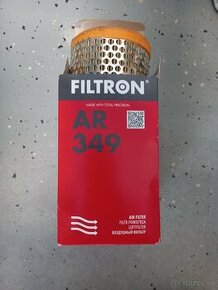 FILTRON
MADE WITH TOTAL PRECISION
AR
349
AIR FILTER
FILTR POWIETRZA
LUFTFILTER
ВОЗДУШНЫЙ ФИЛЬТР